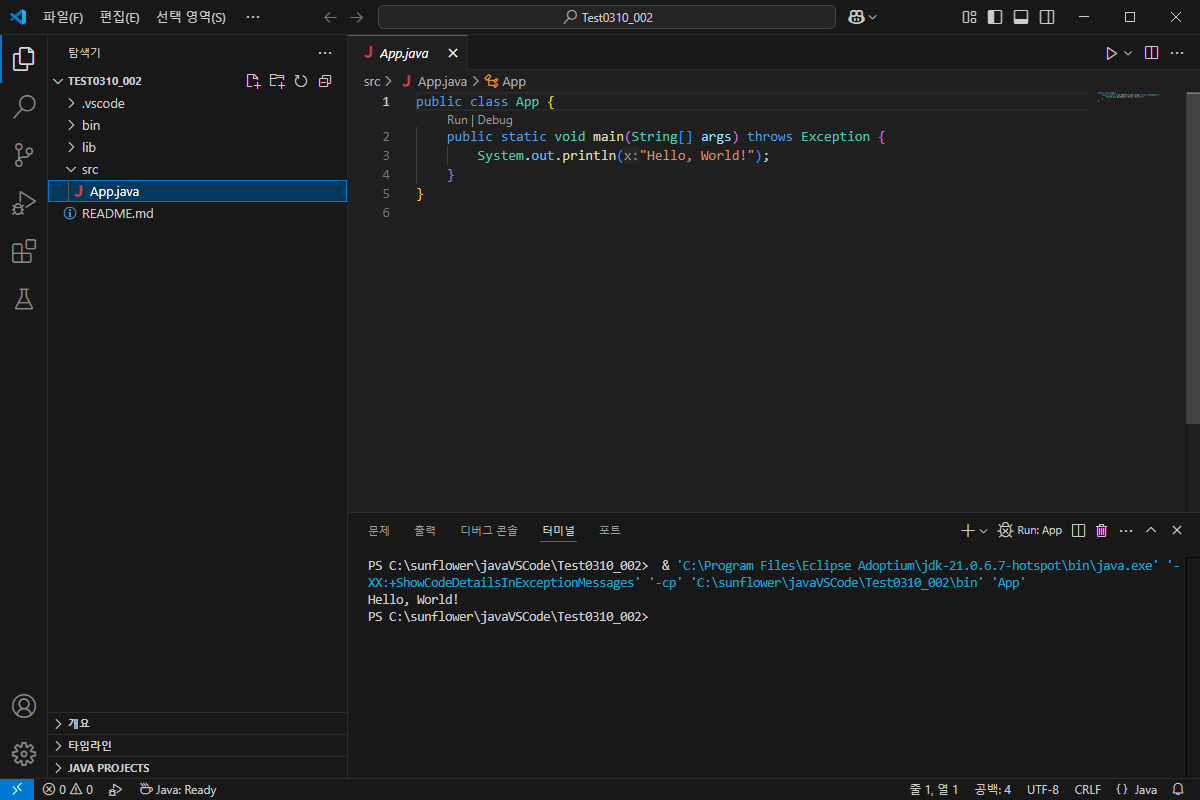 파일(F) 편집(E) 선택 영역(S) ··· Test0310_002
탐색기 ···
TEST0310_002
.vscode
bin
lib
src
J App.java
README.md
개요
타임라인
JAVA PROJECTS
J App.java
src > J App.java > App
1 public class App {
Run | Debug
2 public static void main(String[] args) throws Exception {
3 System.out.println(x:"Hello, World!");
4 }
5 }
6
문제 출력 디버그 콘솔 터미널 포트 Run: App
PS C:\sunflower\javaVSCode\Test0310_002>  & 'C:\Program Files\Eclipse Adoptium\jdk-21.0.6.7-hotspot\bin\java.exe' '-
XX:+ShowCodeDetailsInExceptionMessages' '-cp' 'C:\sunflower\javaVSCode\Test0310_002\bin' 'App'
Hello, World!
PS C:\sunflower\javaVSCode\Test0310_002>
0 0 Java: Ready 줄 1, 열 1 공백: 4 UTF-8 CRLF {} Java